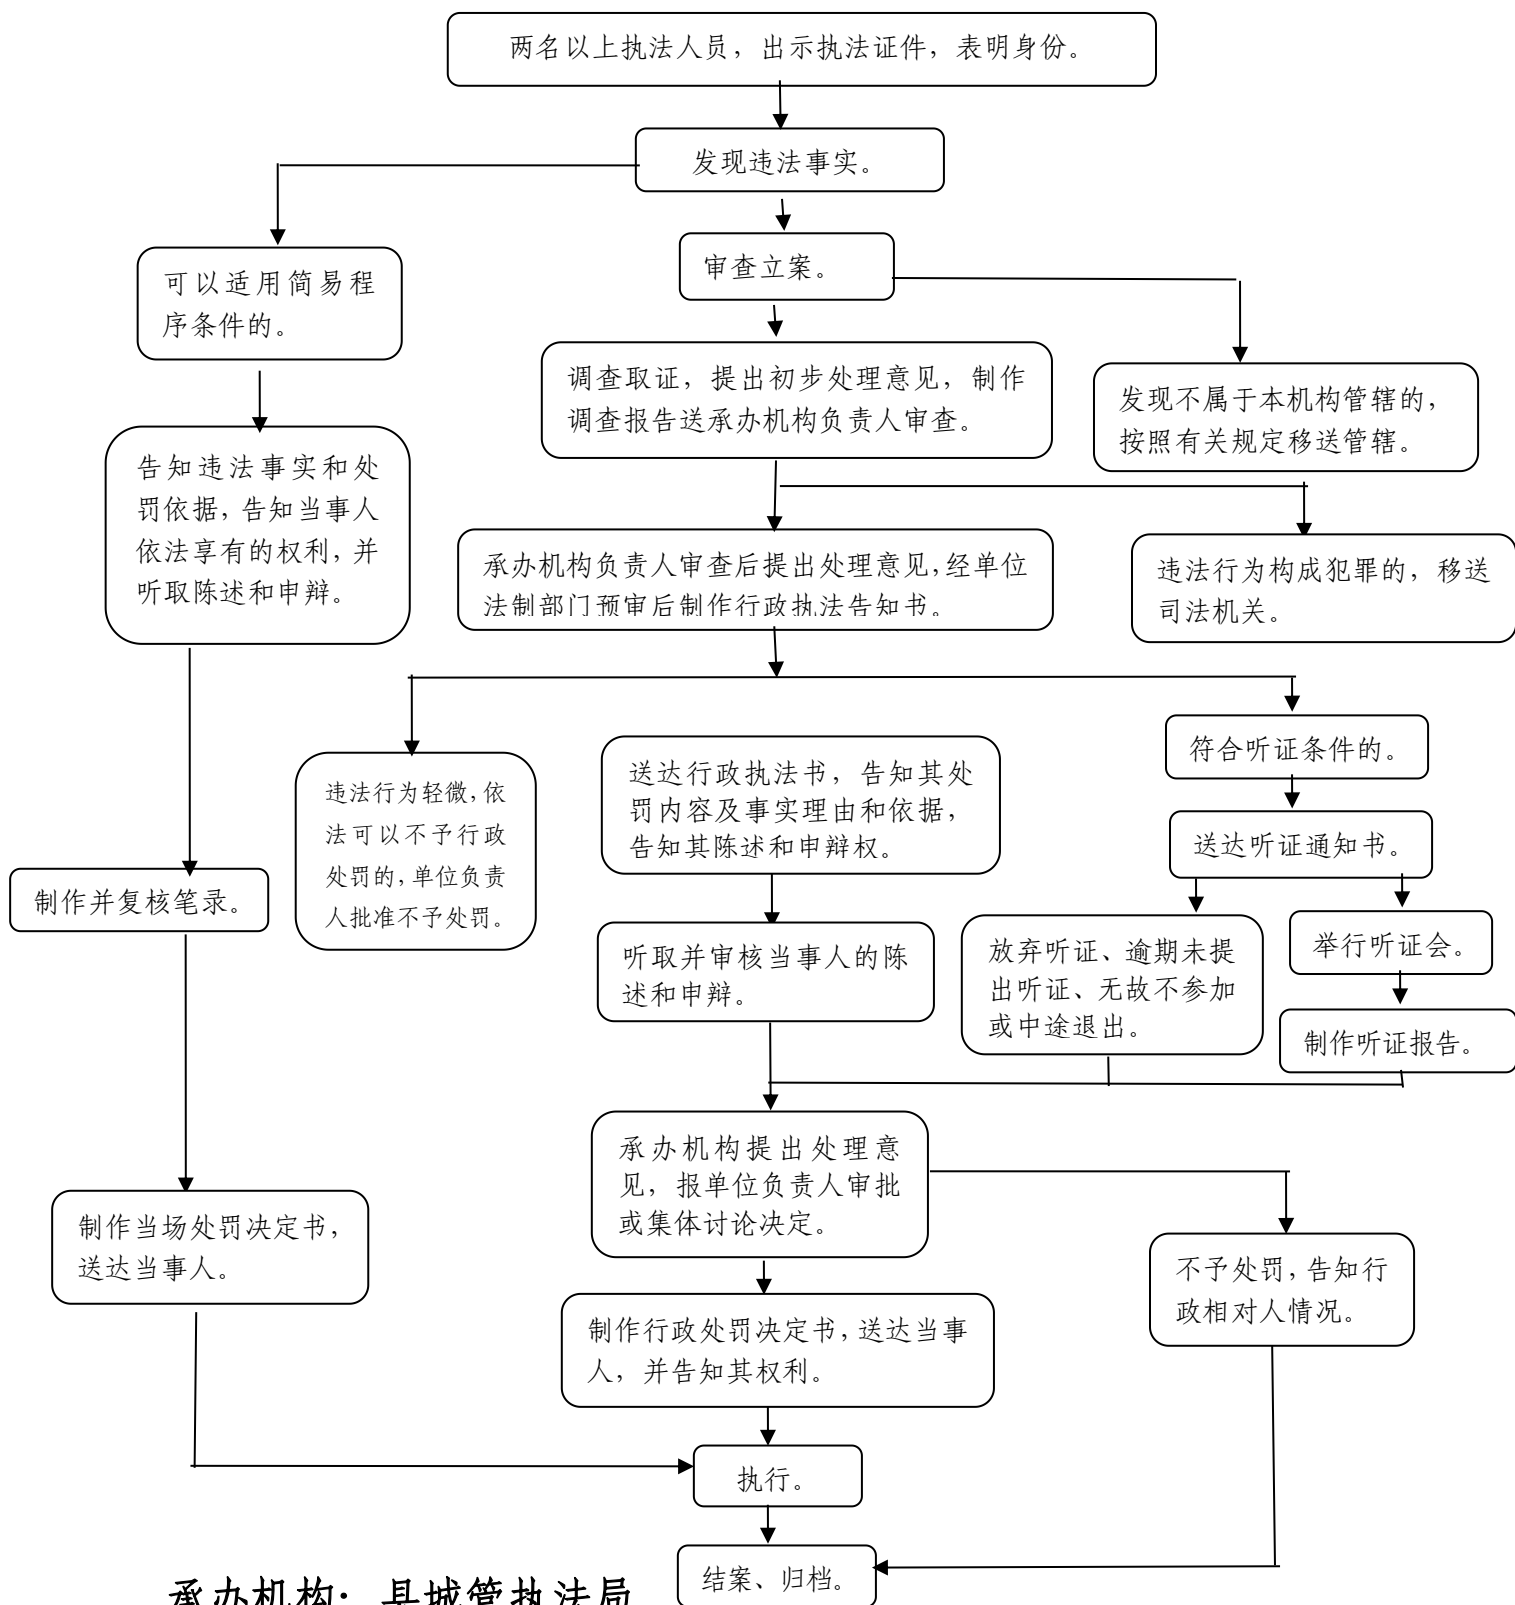 两名以上执法人员，出示执法证件，表明身份。
发现违法事实。
审查立案。
可以适用简易程
序条件的。
调查取证，提出初步处理意见，制作
调查报告送承办机构负责人审查。
发现不属于本机构管辖的，
按照有关规定移送管辖。
告知违法事实和处
罚依据，告知当事人
依法享有的权利，并
听取陈述和申辩。
承办机构负责人审查后提出处理意见，经单位
法制部门预审后制作行政执法告知书。
违法行为构成犯罪的，移送
司法机关。
符合听证条件的。
违法行为轻微，依
法可以不予行政
处罚的，单位负责
人批准不予处罚。
送达行政执法书，告知其处
罚内容及事实理由和依据，
告知其陈述和申辩权。
送达听证通知书。
制作并复核笔录。
听取并审核当事人的陈
述和申辩。
放弃听证、逾期未提
出听证、无故不参加
或中途退出。
举行听证会。
制作听证报告。
承办机构提出处理意
见，报单位负责人审批
或集体讨论决定。
制作当场处罚决定书，
送达当事人。
不予处罚，告知行
政相对人情况。
制作行政处罚决定书，送达当事
人，并告知其权利。
执行。
结案、归档。
承办机构：县城管执法局